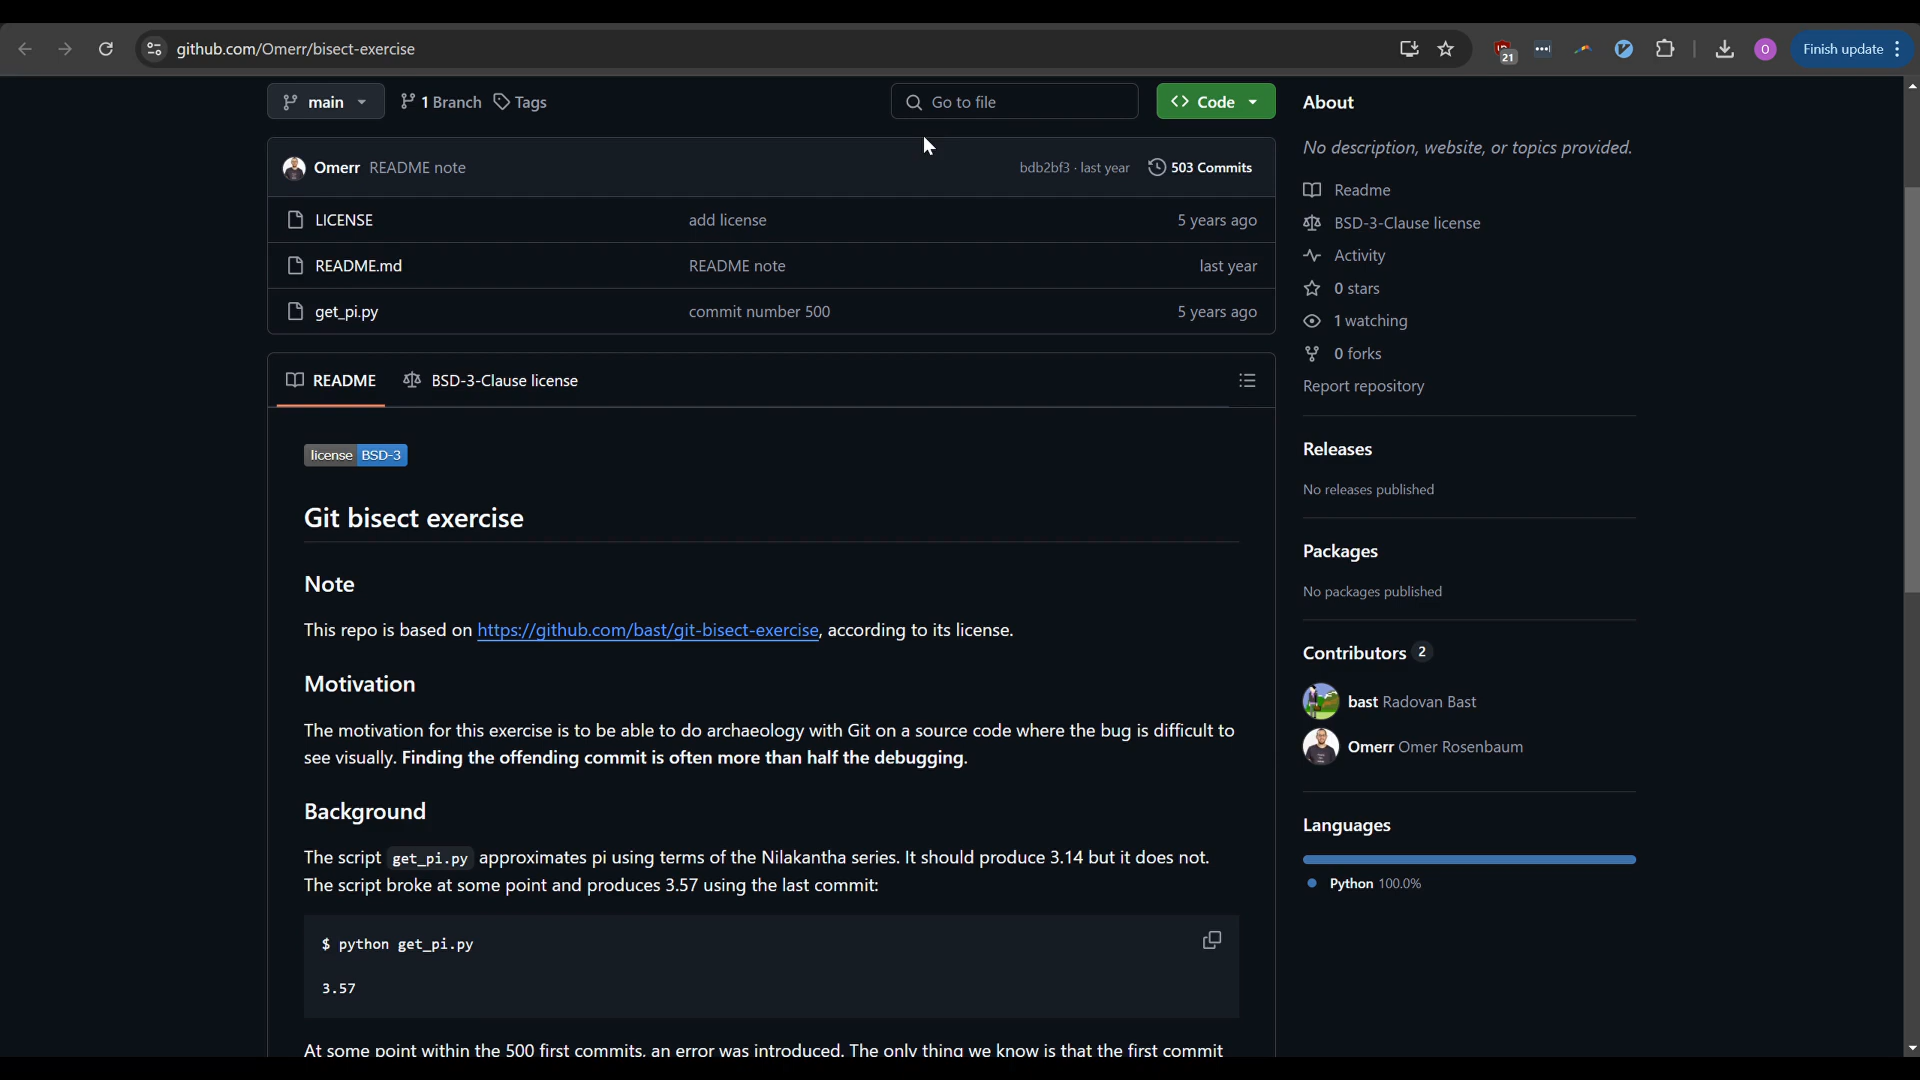 github.com/Omerr/bisect-exercise
21
O
Finish update
main
1 Branch
Tags
Go to file
Code
About
No description, website, or topics provided.
Omerr README note
bdb2bf3 · last year
503 Commits
LICENSE
add license
5 years ago
README.md
README note
last year
get_pi.py
commit number 500
5 years ago
Readme
BSD-3-Clause license
Activity
0 stars
1 watching
0 forks
Report repository
README
BSD-3-Clause license
license BSD-3
Git bisect exercise
Note
This repo is based on https://github.com/bast/git-bisect-exercise, according to its license.
Motivation
The motivation for this exercise is to be able to do archaeology with Git on a source code where the bug is difficult to
see visually. Finding the offending commit is often more than half the debugging.
Background
The script get_pi.py approximates pi using terms of the Nilakantha series. It should produce 3.14 but it does not.
The script broke at some point and produces 3.57 using the last commit:
$ python get_pi.py
3.57
At some point within the 500 first commits, an error was introduced. The only thing we know is that the first commit
Releases
No releases published
Packages
No packages published
Contributors 2
bast Radovan Bast
Omerr Omer Rosenbaum
Languages
Python 100.0%